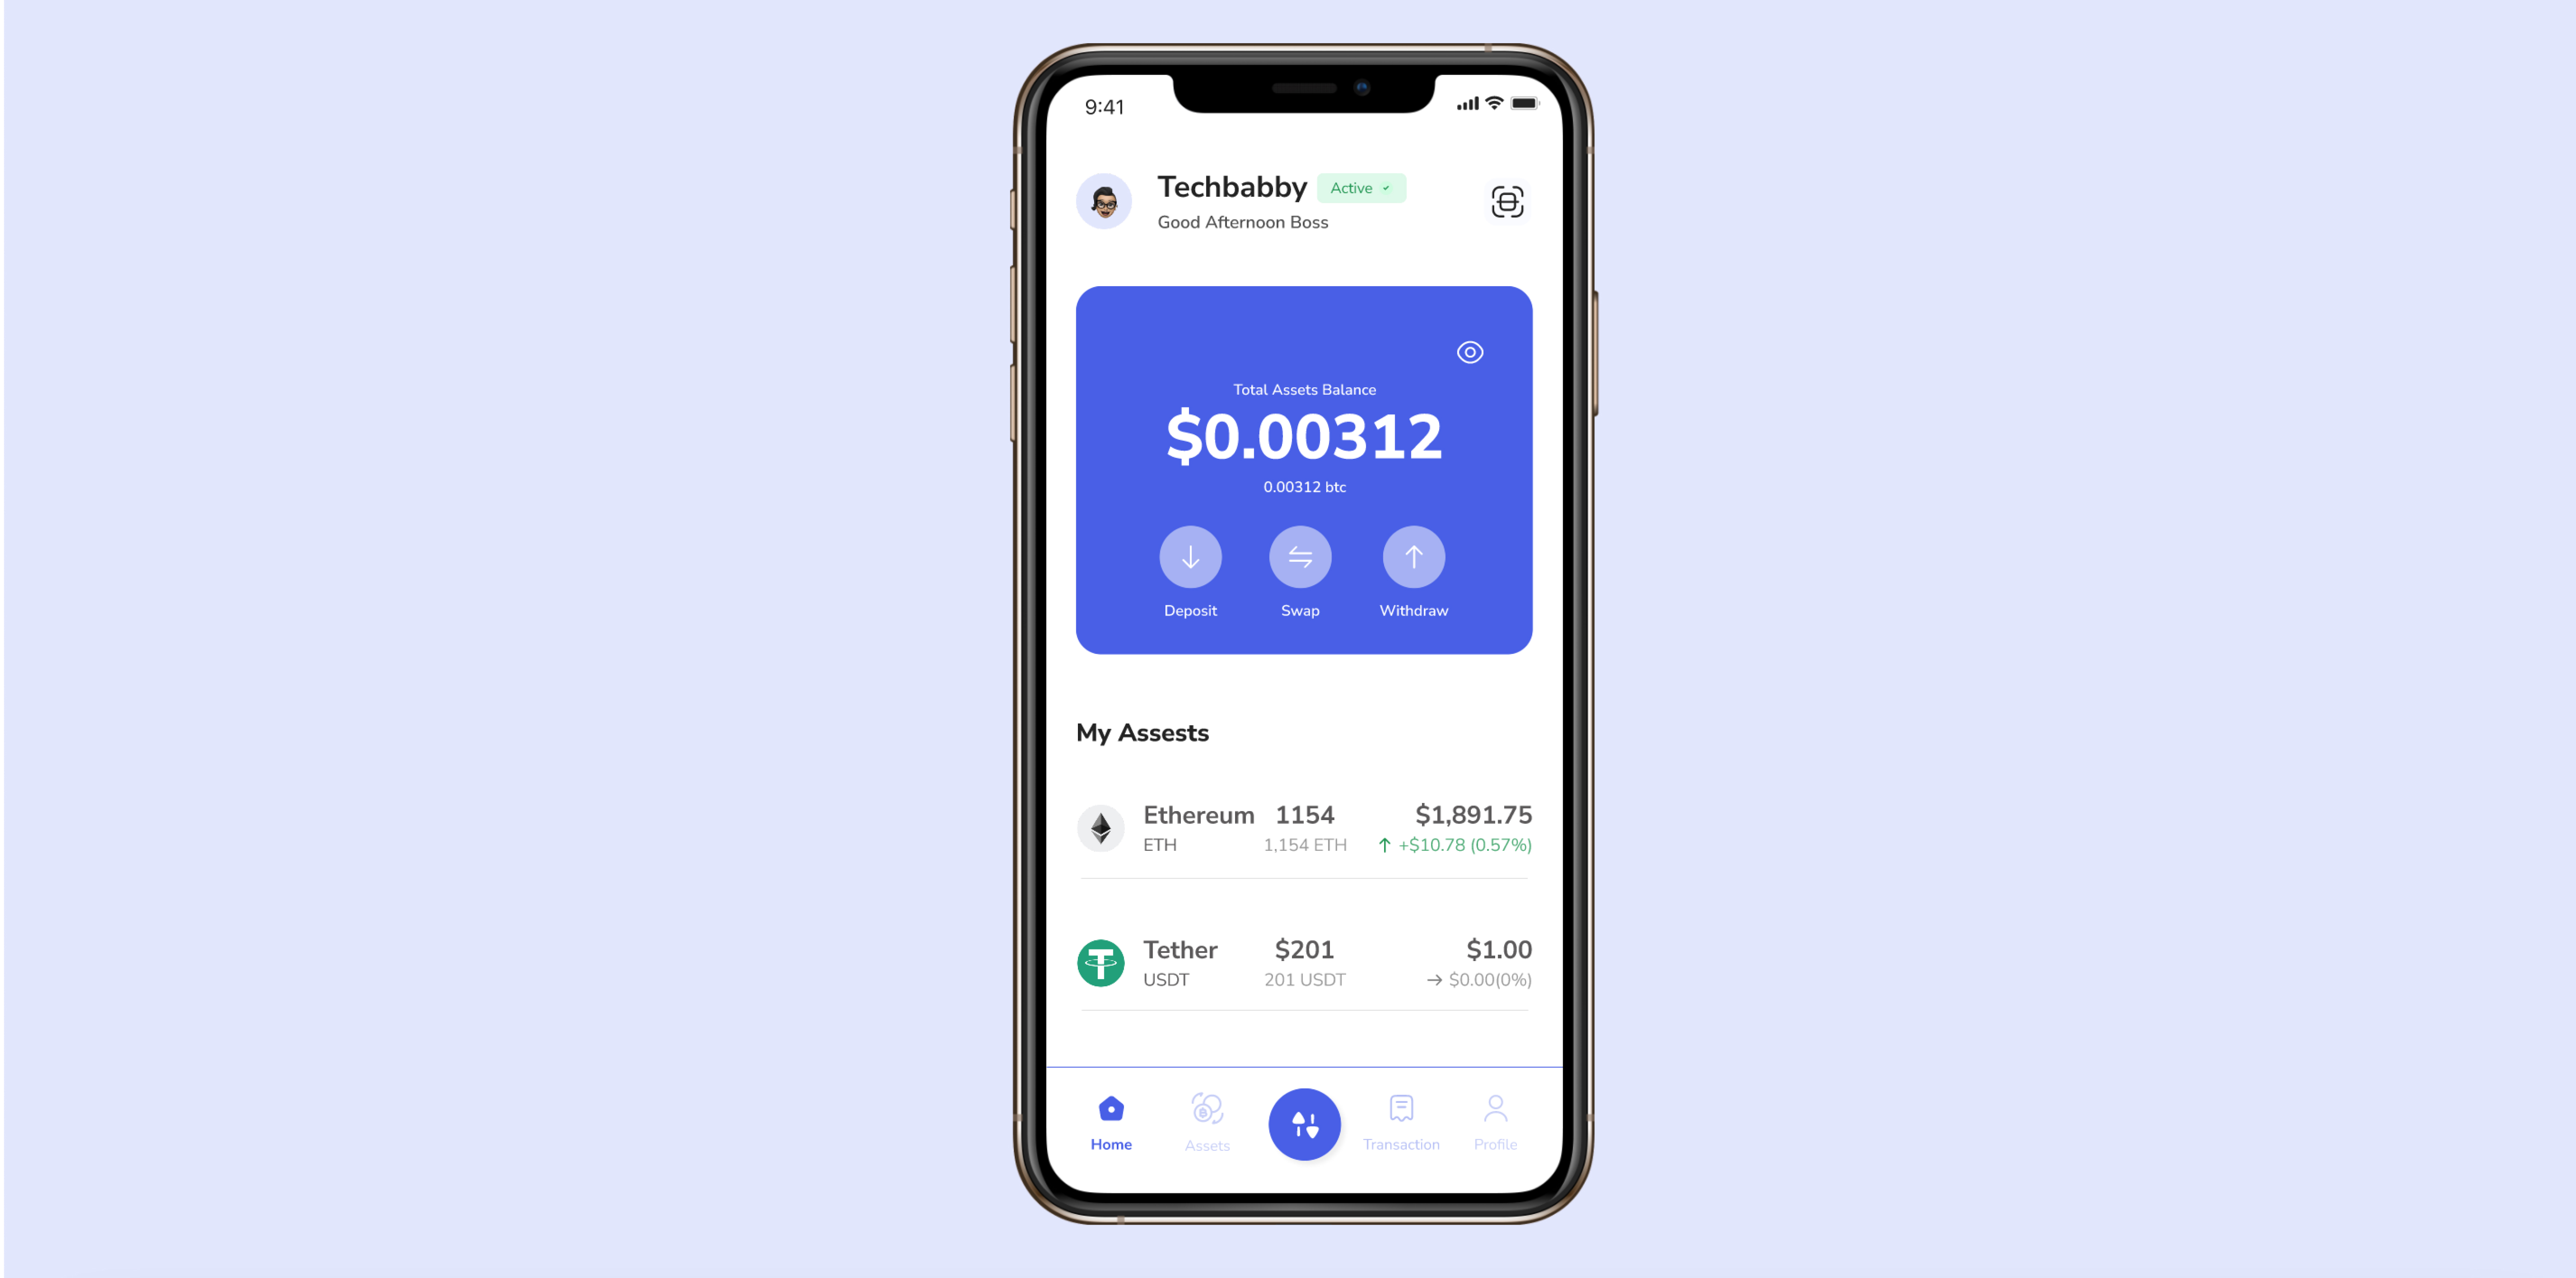 9:41
Techbabby
Active
Good Afternoon Boss
Total Assets Balance
$0.00312
0.00312 btc
Deposit Swap Withdraw
My Assests
Ethereum 1154 $1,891.75
ETH 1,154 ETH ↑ +$10.78 (0.57%)
Tether $201 $1.00
USDT 201 USDT → $0.00(0%)
Home Assets Transaction Profile